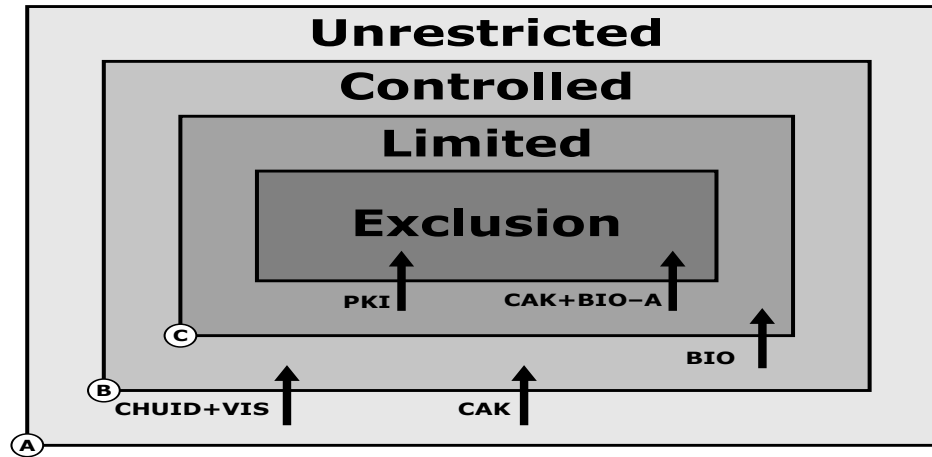 Unrestricted
Controlled
Limited
Exclusion
PKI
CAK+BIO−A
C
BIO
B
CHUID+VIS
CAK
A